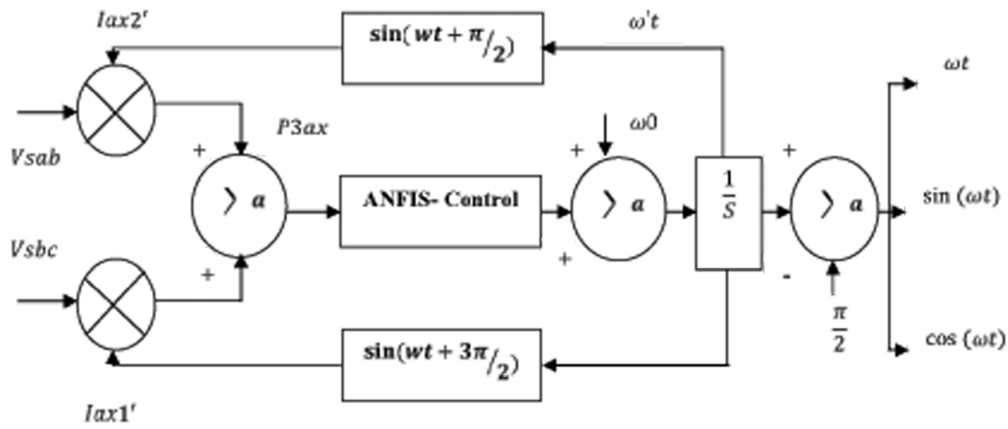 Iax2'
sin(wt + π/2)
ω't
ωt
Vsab
+
P3ax
+
ω0
+
> a
ANFIS- Control
> a
1/S
> a
sin (ωt)
Vsbc
+
+
-
π/2
cos (ωt)
sin(wt + 3π/2)
Iax1'